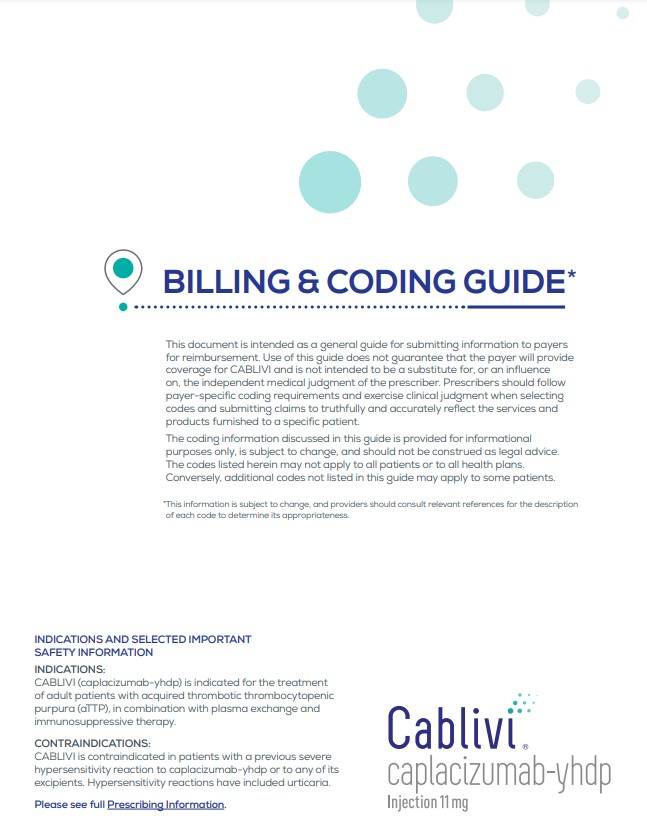 BILLING & CODING GUIDE*
This document is intended as a general guide for submitting information to payers
for reimbursement. Use of this guide does not guarantee that the payer will provide
coverage for CABLIVI and is not intended to be a substitute for, or an influence
on, the independent medical judgment of the prescriber. Prescribers should follow
payer-specific coding requirements and exercise clinical judgment when selecting
codes and submitting claims to truthfully and accurately reflect the services and
products furnished to a specific patient.
The coding information discussed in this guide is provided for informational
purposes only, is subject to change, and should not be construed as legal advice.
The codes listed herein may not apply to all patients or to all health plans.
Conversely, additional codes not listed in this guide may apply to some patients.
*This information is subject to change, and providers should consult relevant references for the description
of each code to determine its appropriateness.
INDICATIONS AND SELECTED IMPORTANT
SAFETY INFORMATION
INDICATIONS:
CABLIVI (caplacizumab-yhdp) is indicated for the treatment
of adult patients with acquired thrombotic thrombocytopenic
purpura (aTTP), in combination with plasma exchange and
immunosuppressive therapy.
CONTRAINDICATIONS:
CABLIVI is contraindicated in patients with a previous severe
hypersensitivity reaction to caplacizumab-yhdp or to any of its
excipients. Hypersensitivity reactions have included urticaria.
Please see full Prescribing Information.
Cablivi®
caplacizumab-yhdp
Injection 11 mg